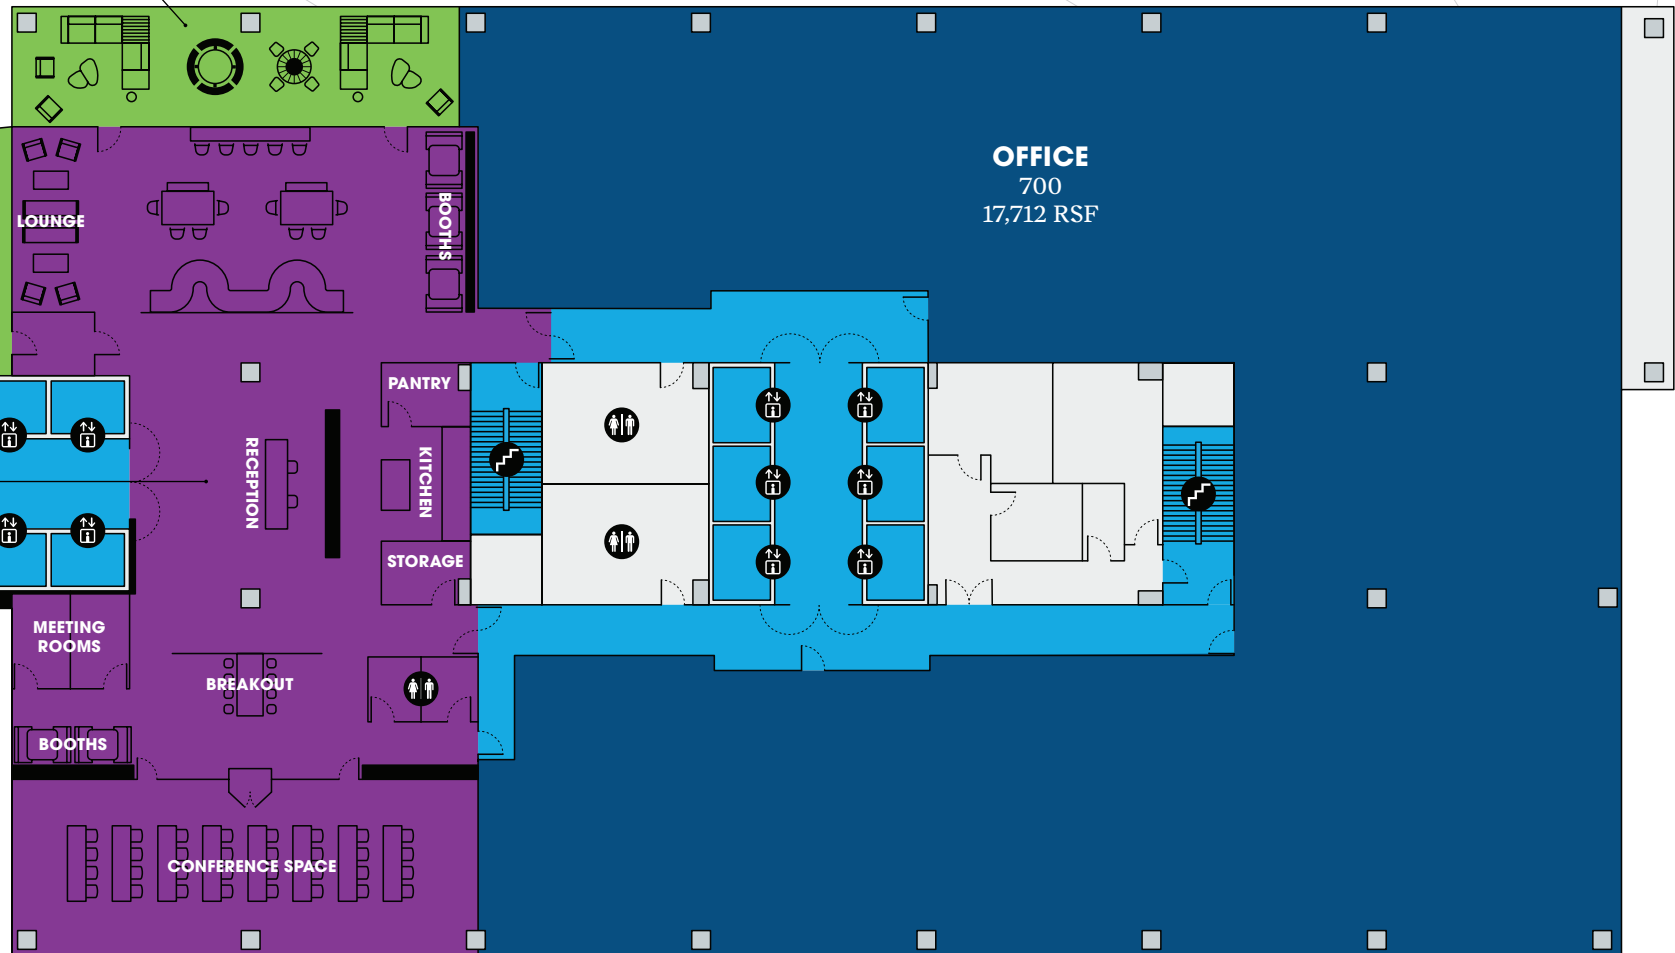 OFFICE
700
17,712 RSF
LOUNGE
BOOTHS
PANTRY
RECEPTION
KITCHEN
STORAGE
MEETING
ROOMS
BREAKOUT
BOOTHS
CONFERENCE SPACE